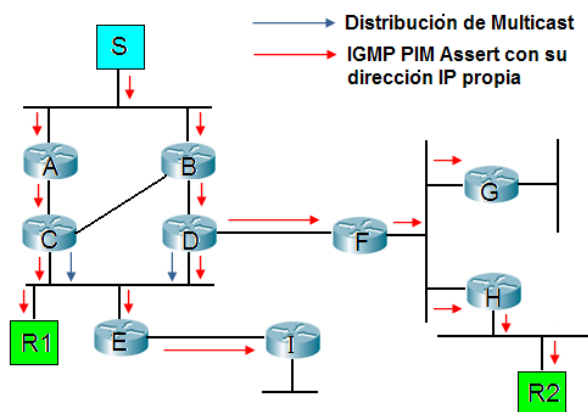 Distribución de Multicast
IGMP PIM Assert con su
dirección IP propia
S
A
B
C
D
F
G
H
E
I
R1
R2